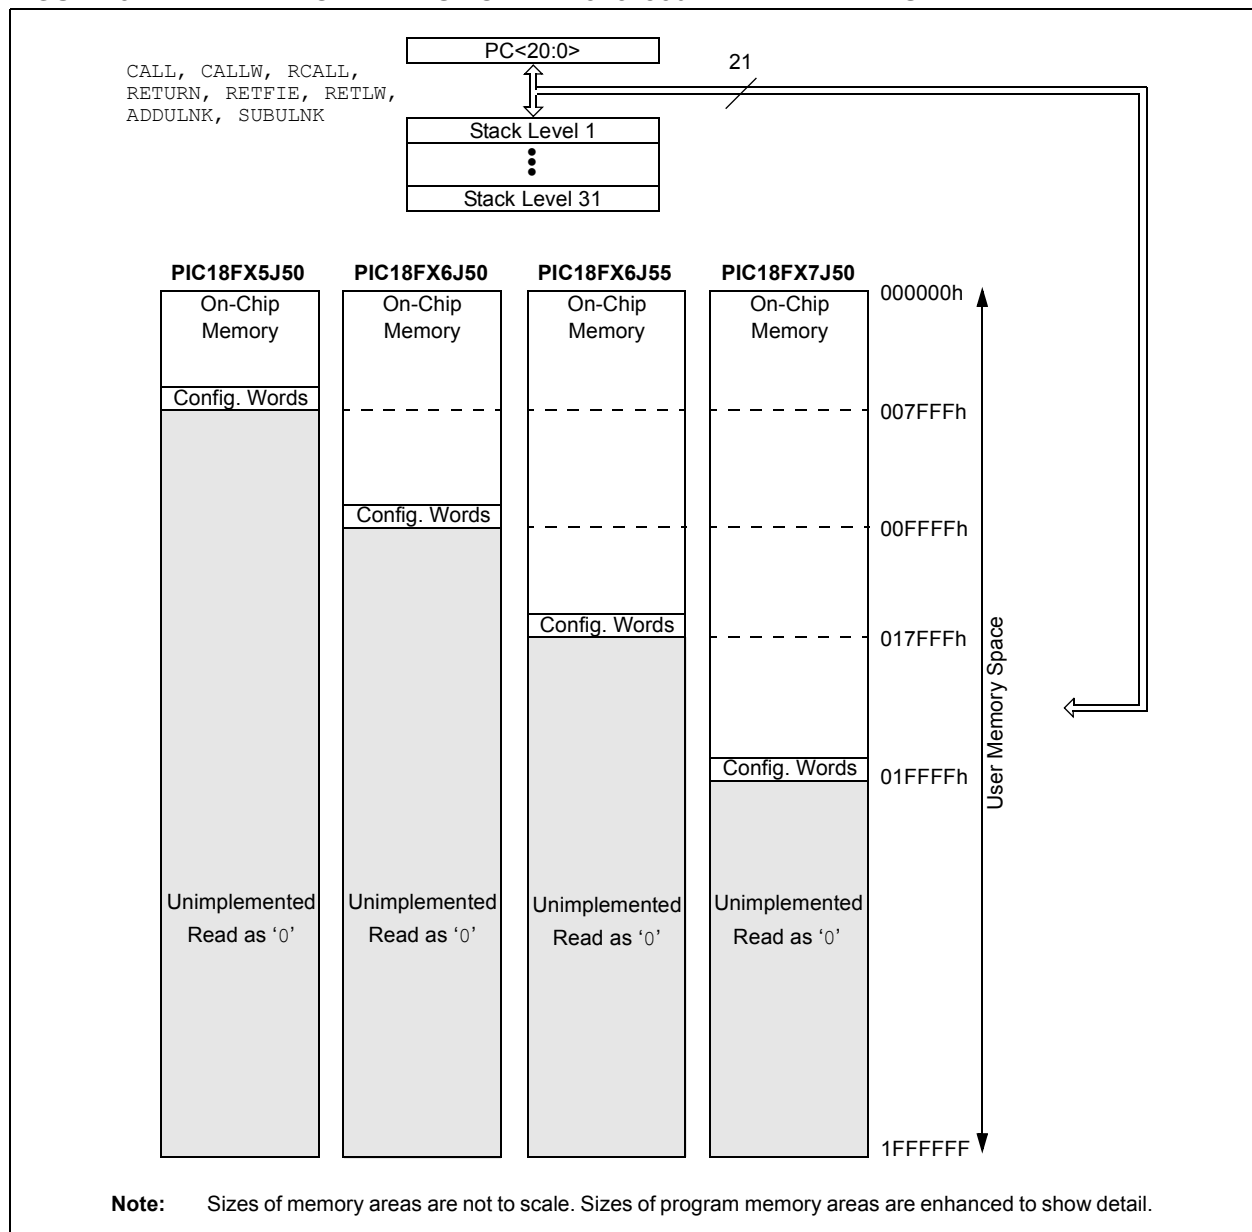 PC<20:0>
21
CALL, CALLW, RCALL,
RETURN, RETFIE, RETLW,
ADDULNK, SUBULNK
Stack Level 1
Stack Level 31
PIC18FX5J50 PIC18FX6J50 PIC18FX6J55 PIC18FX7J50
On-Chip On-Chip On-Chip On-Chip 000000h
Memory Memory Memory Memory
Config. Words
007FFFh
Config. Words
00FFFFh
Config. Words
017FFFh
User Memory Space
Config. Words
01FFFFh
Unimplemented Unimplemented Unimplemented Unimplemented
Read as ‘0’ Read as ‘0’ Read as ‘0’ Read as ‘0’
1FFFFFF
Note: Sizes of memory areas are not to scale. Sizes of program memory areas are enhanced to show detail.